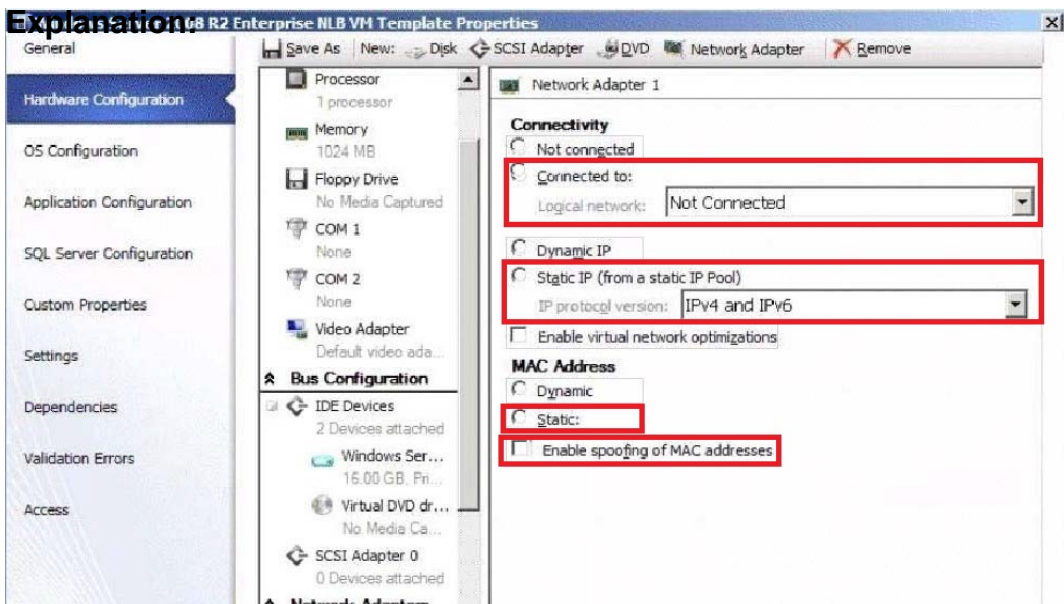 Explanation:
08 R2 Enterprise NLB VM Template Properties
General
Hardware Configuration
OS Configuration
Application Configuration
SQL Server Configuration
Custom Properties
Settings
Dependencies
Validation Errors
Access
Save As New: Disk SCSI Adapter DVD Network Adapter Remove
Processor
1 processor
Memory
1024 MB
Floppy Drive
No Media Captured
COM 1
None
COM 2
None
Video Adapter
Default video ada...
Bus Configuration
IDE Devices
2 Devices attached
Windows Ser...
16.00 GB, Pri...
Virtual DVD dr...
No Media Ca...
SCSI Adapter 0
0 Devices attached
Network Adapters
Network Adapter 1
Connectivity
Not connected
Connected to:
Logical network: Not Connected
Dynamic IP
Static IP (from a static IP Pool)
IP protocol version: IPv4 and IPv6
Enable virtual network optimizations
MAC Address
Dynamic
Static:
Enable spoofing of MAC addresses